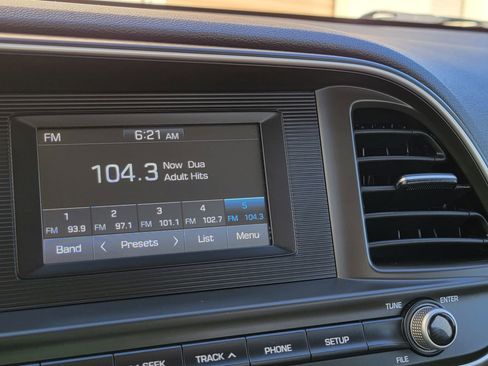 FM 6:21 AM
104.3 Now Dua
Adult Hits
1 2 3 4 5
FM 93.9 FM 97.1 FM 101.1 FM 102.7 FM 104.3
Band < Presets > List Menu
TUNE ENTER
SEEK TRACK PHONE SETUP
FILE